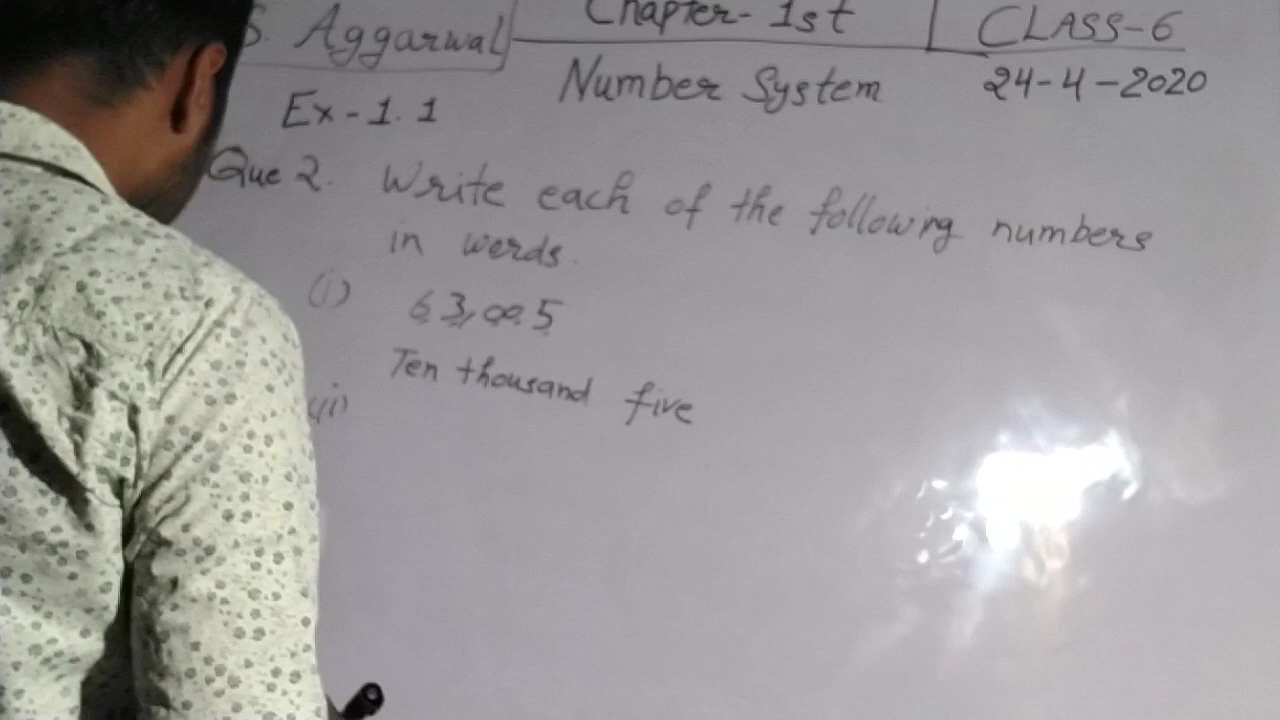 S. Aggarwal Chapter- 1st CLASS-6
Number System 24-4-2020
Ex-1.1
Que 2. Write each of the following numbers
in words.
(i) 63,005
Ten thousand five
(ii)